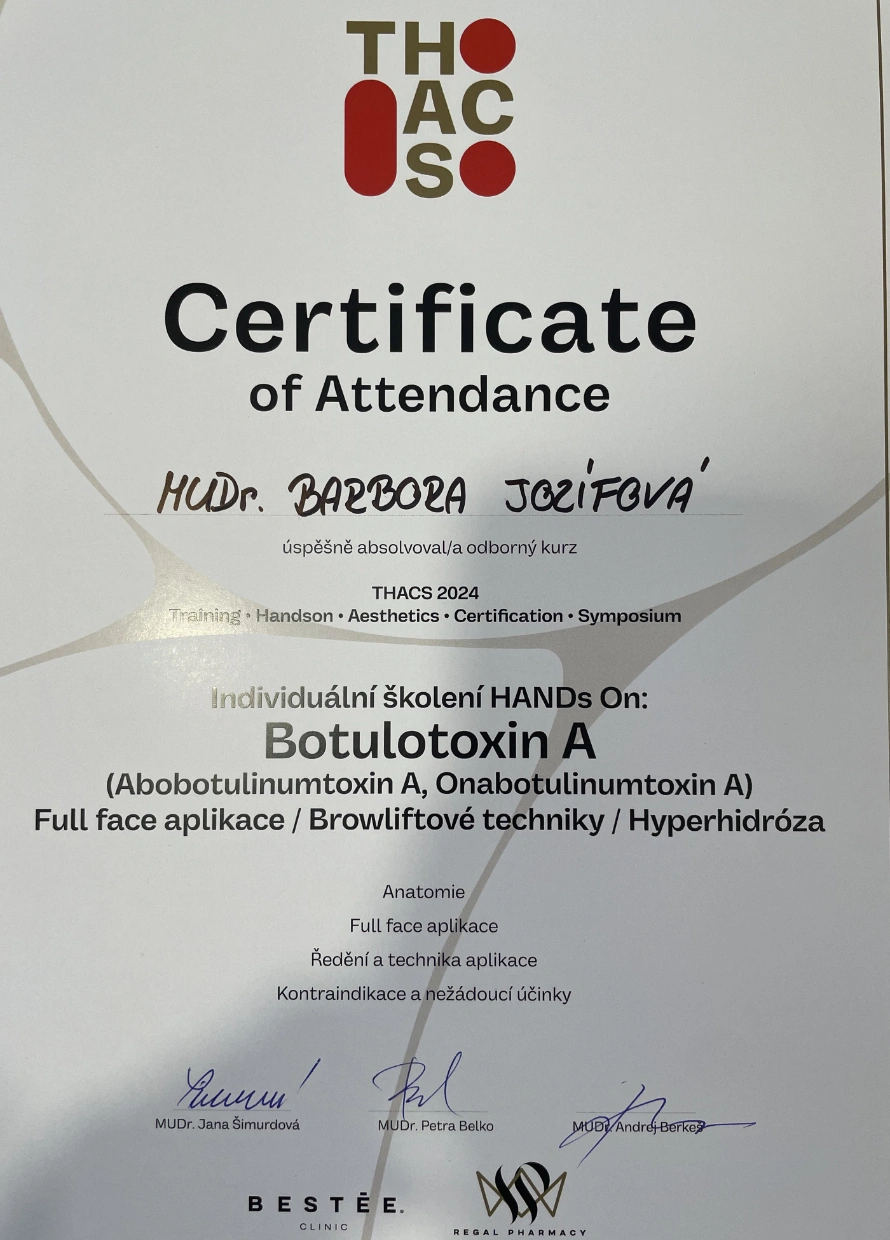 TH
AC
S
Certificate
of Attendance
MUDr. BARBORA JOZÍFOVÁ
úspěšně absolvoval/a odborný kurz
THACS 2024
Training • Handson • Aesthetics • Certification • Symposium
Individuální školení HANDs On:
Botulotoxin A
(Abobotulinumtoxin A, Onabotulinumtoxin A)
Full face aplikace / Browliftové techniky / Hyperhidróza
Anatomie
Full face aplikace
Ředění a technika aplikace
Kontraindikace a nežádoucí účinky
MUDr. Jana Šimurdová MUDr. Petra Belko MUDr. Andrej Berkeš
BESTĒE.
CLINIC
REGAL PHARMACY